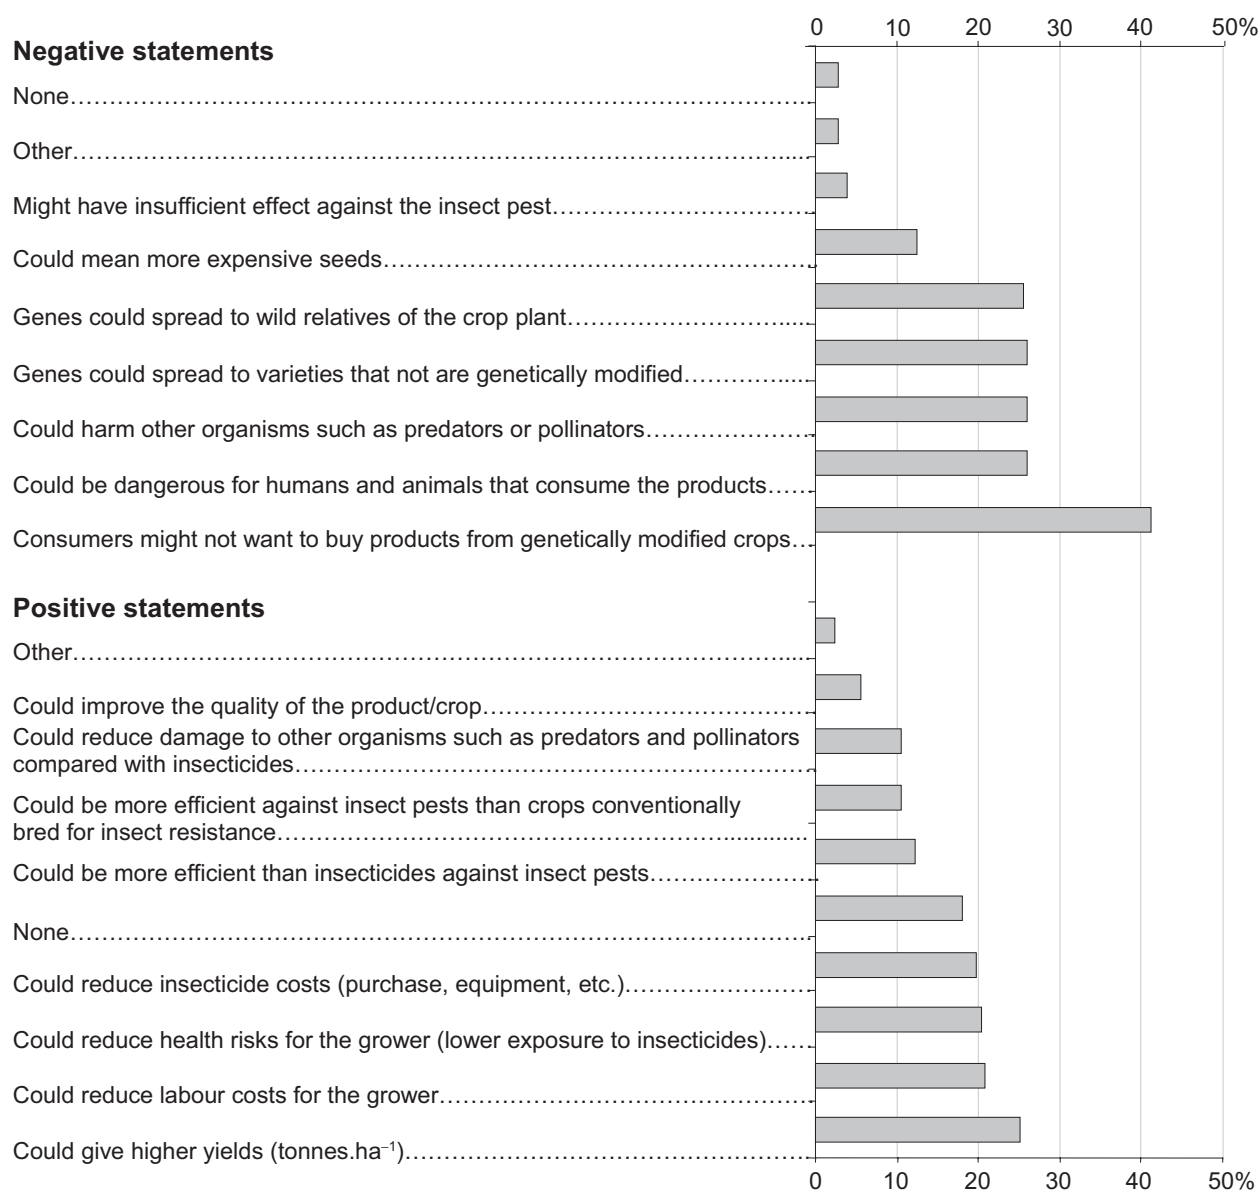 0 10 20 30 40 50%
Negative statements
None
Other
Might have insufficient effect against the insect pest
Could mean more expensive seeds
Genes could spread to wild relatives of the crop plant
Genes could spread to varieties that not are genetically modified
Could harm other organisms such as predators or pollinators
Could be dangerous for humans and animals that consume the products
Consumers might not want to buy products from genetically modified crops
Positive statements
Other
Could improve the quality of the product/crop
Could reduce damage to other organisms such as predators and pollinators
compared with insecticides
Could be more efficient against insect pests than crops conventionally
bred for insect resistance
Could be more efficient than insecticides against insect pests
None
Could reduce insecticide costs (purchase, equipment, etc.)
Could reduce health risks for the grower (lower exposure to insecticides)
Could reduce labour costs for the grower
Could give higher yields (tonnes.ha⁻¹)
0 10 20 30 40 50%